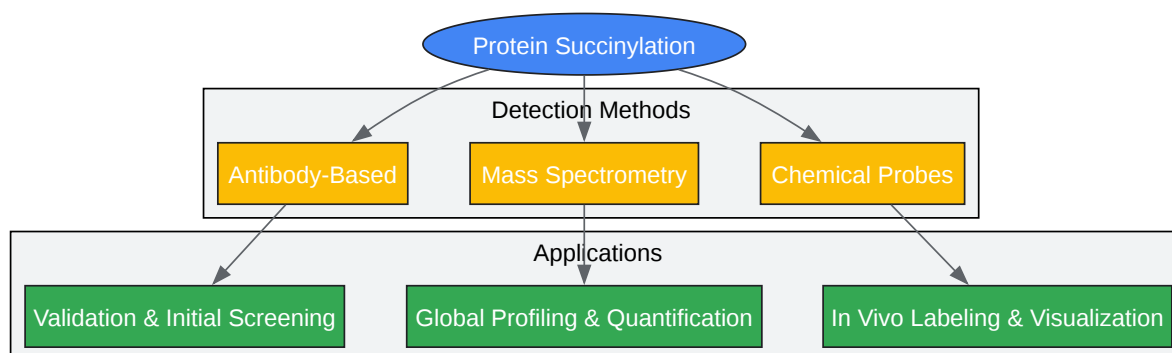 Protein Succinylation
Detection Methods
Antibody-Based
Mass Spectrometry
Chemical Probes
Applications
Validation & Initial Screening
Global Profiling & Quantification
In Vivo Labeling & Visualization